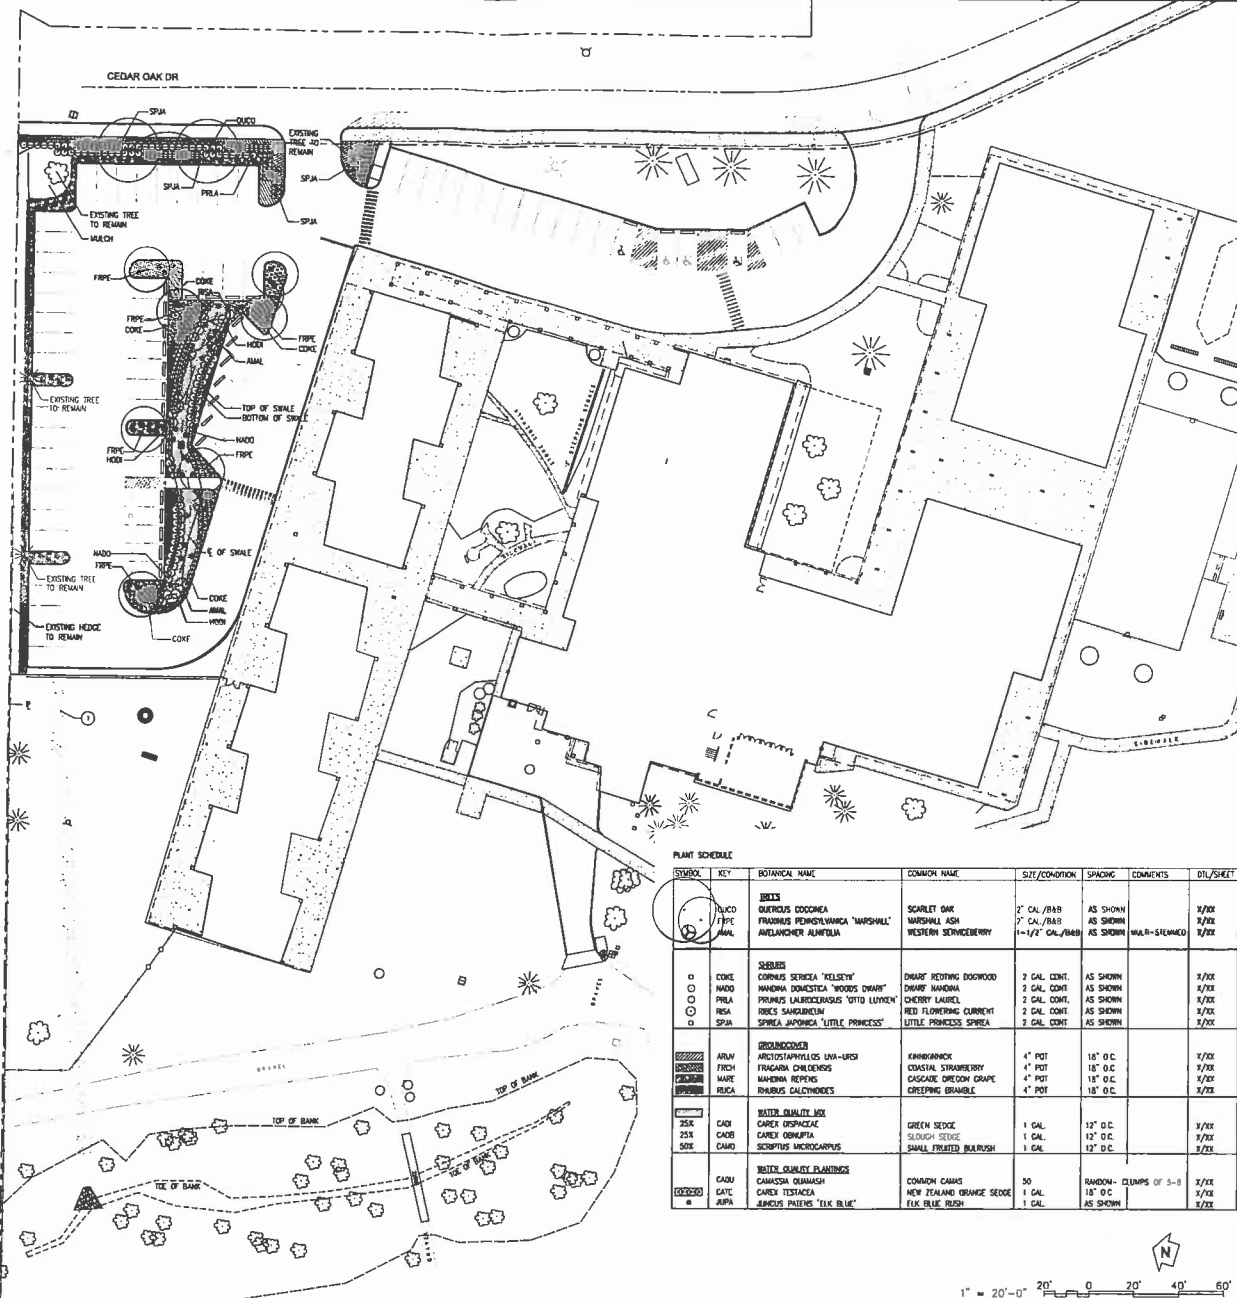 CEDAR OAK DR
SPJA
QUCO
EXISTING
TREE TO
REMAIN
SPJA
SPJA
PRLA
SPJA
EXISTING TREE
TO REMAIN
MULCH
FRPE
COKE
RISA
FRPE
COKE
HODI
FRPE
COKE
AMAL
EXISTING TREE
TO REMAIN
TOP OF SWALE
BOTTOM OF SWALE
NADO
FRPE
HODI
FRPE
NADO
FRPE
℄ OF SWALE
EXISTING TREE
TO REMAIN
COKE
AMAL
HODI
COKE
EXISTING HEDGE
TO REMAIN
SIDEWALK
SIDEWALK
GRAVEL
GRAVEL
TOP OF BANK
TOP OF BANK
TOE OF BANK
TOE OF BANK
GRAVEL
PLANT SCHEDULE
SYMBOL KEY BOTANICAL NAME COMMON NAME SIZE/CONDITION SPACING COMMENTS DTL/SHEET
TREES
QUCO QUERCUS COCCINEA SCARLET OAK 2" CAL./B&B AS SHOWN X/XX
FRPE FRAXINUS PENNSYLVANICA 'MARSHALL' MARSHALL ASH 2" CAL./B&B AS SHOWN X/XX
AMAL AMELANCHIER ALNIFOLIA WESTERN SERVICEBERRY 1-1/2" CAL./B&B AS SHOWN MULTI-STEMMED X/XX
SHRUBS
COKE CORNUS SERICEA 'KELSEYI' DWARF REDTWIG DOGWOOD 2 GAL. CONT. AS SHOWN X/XX
NADO NANDINA DOMESTICA 'WOODS DWARF' DWARF NANDINA 2 GAL. CONT AS SHOWN X/XX
PRLA PRUNUS LAUROCERASUS 'OTTO LUYKEN' CHERRY LAUREL 2 GAL. CONT. AS SHOWN X/XX
RISA RIBES SANGUINEUM RED FLOWERING CURRENT 2 GAL. CONT AS SHOWN X/XX
SPJA SPIREA JAPONICA 'LITTLE PRINCESS' LITTLE PRINCESS SPIREA 2 GAL. CONT AS SHOWN X/XX
GROUNDCOVER
ARUV ARCTOSTAPHYLLOS UVA-URSI KINNIKINNICK 4" POT 18" O.C. X/XX
FRCH FRAGARIA CHILOENSIS COASTAL STRAWBERRY 4" POT 18" O.C. X/XX
MARE MAHONIA REPENS CASCADE OREGON GRAPE 4" POT 18" O.C. X/XX
RUCA RHUBUS CALCYNOIDES CREEPING BRAMBLE 4" POT 18" O.C. X/XX
WATER QUALITY MIX
25% CADI CAREX DISPACEAE GREEN SEDGE 1 GAL. 12" O.C. X/XX
25% CAOB CAREX OBNUPTA SLOUGH SEDGE 1 GAL. 12" O.C. X/XX
50% CAMO SCRIPTUS MICROCARPUS SMALL FRUITED BULRUSH 1 GAL. 12" O.C. X/XX
WATER QUALITY PLANTINGS
CAQU CAMASSIA QUAMASH COMMON CAMAS 50 RANDOM- CLUMPS OF 5-8 X/XX
CATE CAREX TESTACEA NEW ZEALAND ORANGE SEDGE 1 GAL. 18" O.C X/XX
JUPA JUNCUS PATENS 'ELK BLUE' ELK BLUE RUSH 1 GAL. AS SHOWN X/XX
N
1" = 20'-0" 20' 0 20' 40' 60'